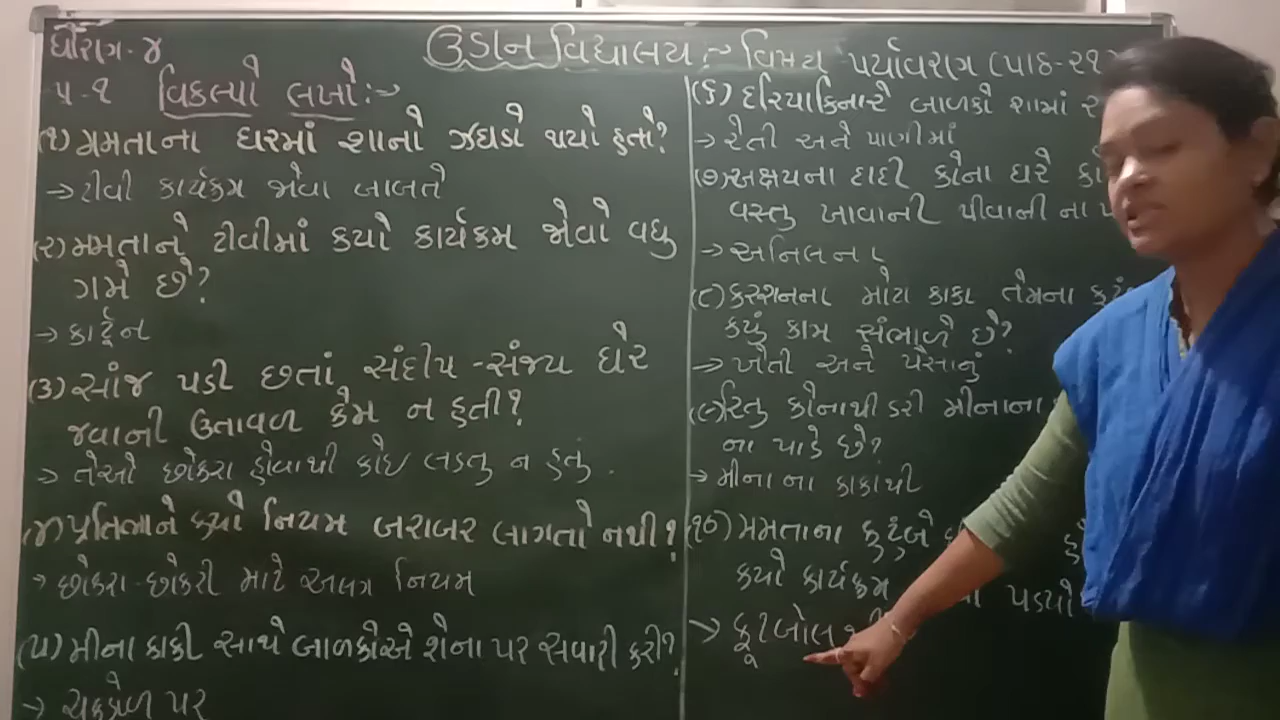 ધોરણ-૪
ઉડાન વિદ્યાલય :- વિષય પર્યાવરણ (પાઠ-૨૧
પ્ર-૧ વિકલ્પો લખો:-
(૧) મમતાના ઘરમાં શાનો ઝઘડો થયો હતો?
→ ટીવી કાર્યક્રમ જોવા બાબતે
(૨) મમતાને ટીવીમાં કયો કાર્યક્રમ જોવો વધુ
ગમે છે?
→ કાર્ટૂન
(૩) સાંજ પડી છતાં સંદીપ-સંજય ઘેર
જવાની ઉતાવળ કેમ ન હતી?
→ તેઓ છોકરા હોવાથી કોઇ લડતુ ન હતું.
(૪) પ્રતિભાને કયો નિયમ બરાબર લાગતો નથી?
→ છોકરા-છોકરી માટે અલગ નિયમ
(૫) મીના કાકી સાથે બાળકોએ શેના પર સવારી કરી?
→ ચકડોળ પર
(૬) દરિયાકિનારે બાળકો શામાં
→ રેતી અને પાણીમાં
(૭) અક્ષયના દાદી કોના ઘરે
વસ્તુ ખાવાની પીવાની ના
→ અનિલના
(૮) કરશનના મોટા કાકા તેમના
કયું કામ સંભાળે છે?
→ ખેતી અને પૈસાનું
(૯) રિતુ કોનાથી ડરી મીનાના
ના પાડે છે?
→ મીના ના કાકાથી
(૧૦) મમતાના કુટુંબે
કયો કાર્યક્રમ પડ્યો
→ ફૂટબોલ